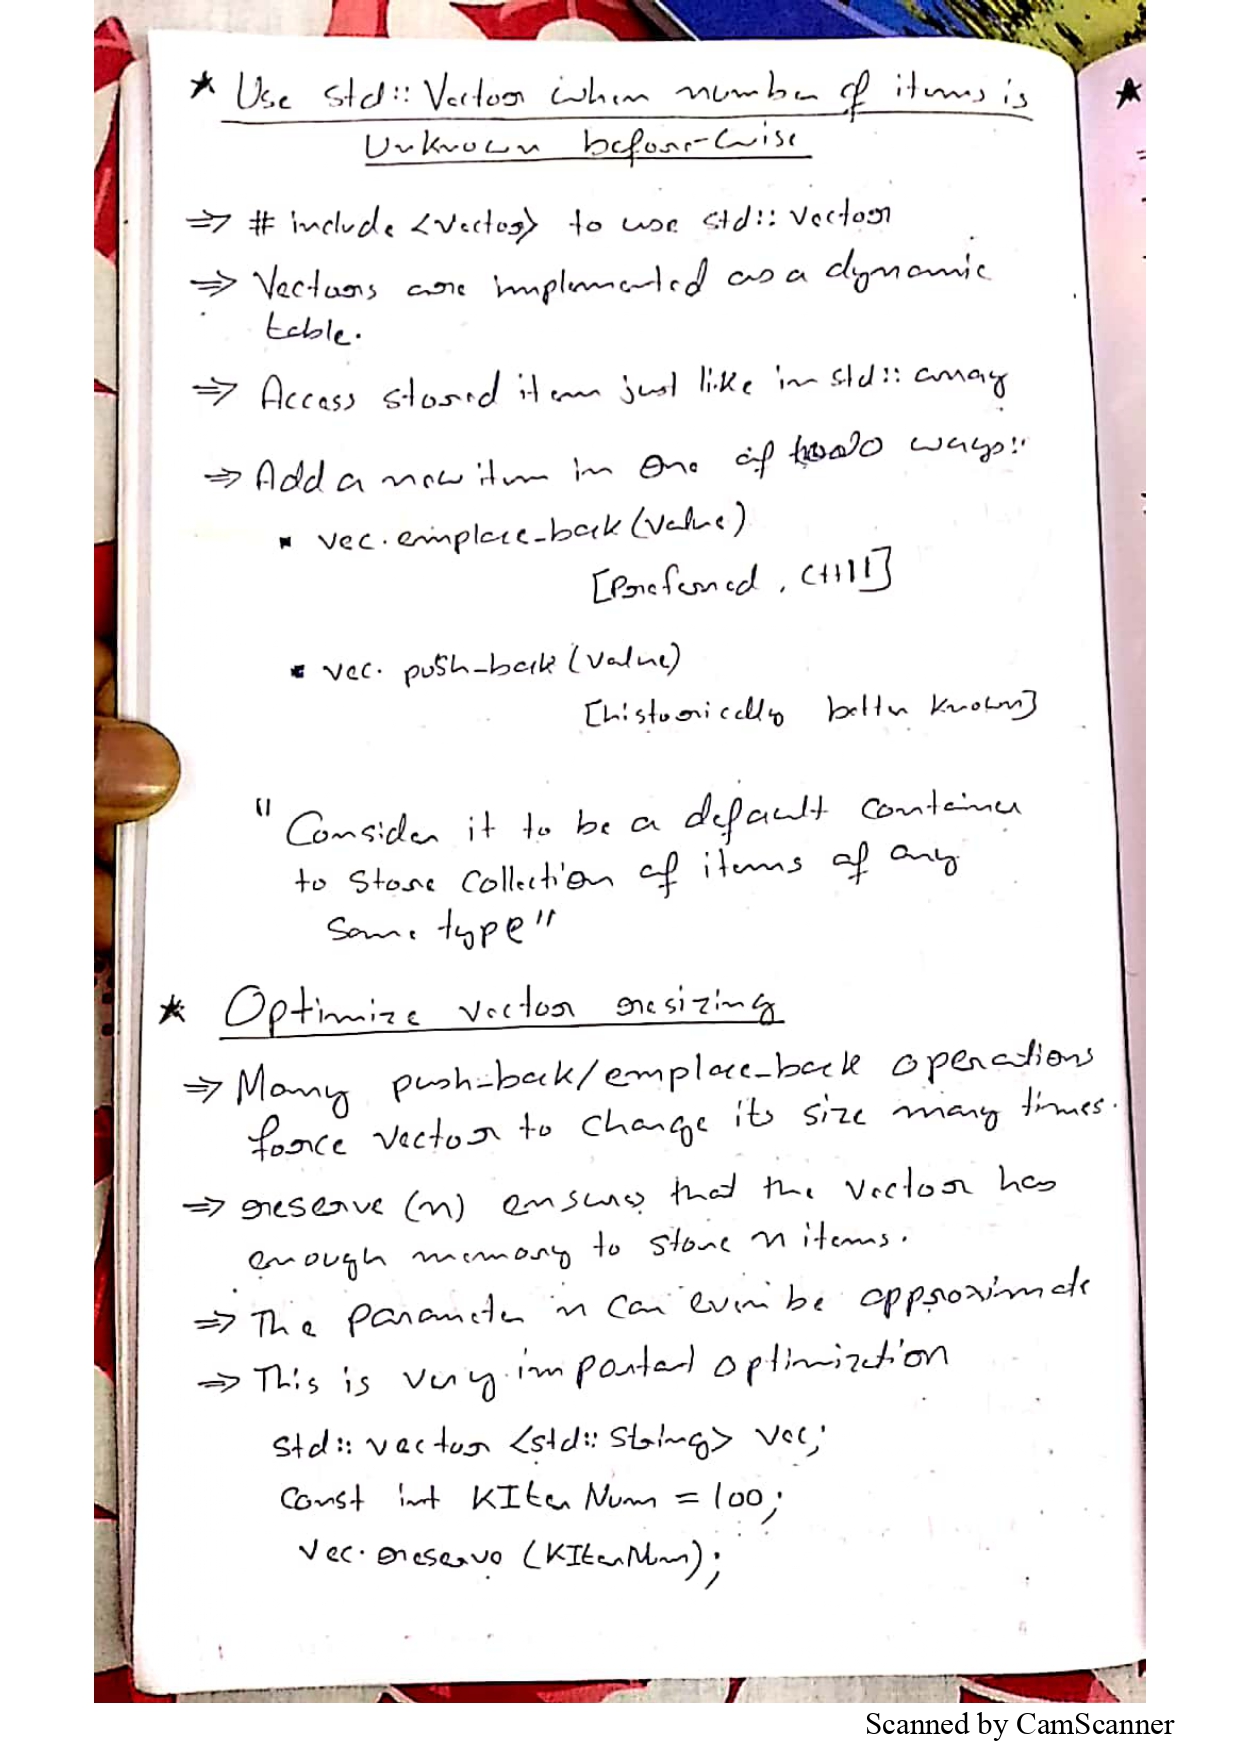 ★ Use std::Vector when number of items is
Unknown before-wise
⇒ # include <vector> to use std::vector
⇒ Vectors are implemented as a dynamic
table.
⇒ Access stored item just like in std::array
⇒ Add a new item in one of two ways:
▪ vec.emplace_back(value)
[Preferred, C++11]
▪ vec.push_back(value)
[historically better known]
"Consider it to be a default container
to store collection of items of any
same type"
★ Optimize vector resizing
⇒ Many push-back/emplace_back operations
force vector to change its size many times.
⇒ reserve (n) ensures that the vector has
enough memory to store n items.
⇒ The parameter n can even be approximate
⇒ This is very important optimization
std::vector <std::string> vec;
Const int KIterNum = 100;
vec.reserve (KIterNum);
★
Scanned by CamScanner